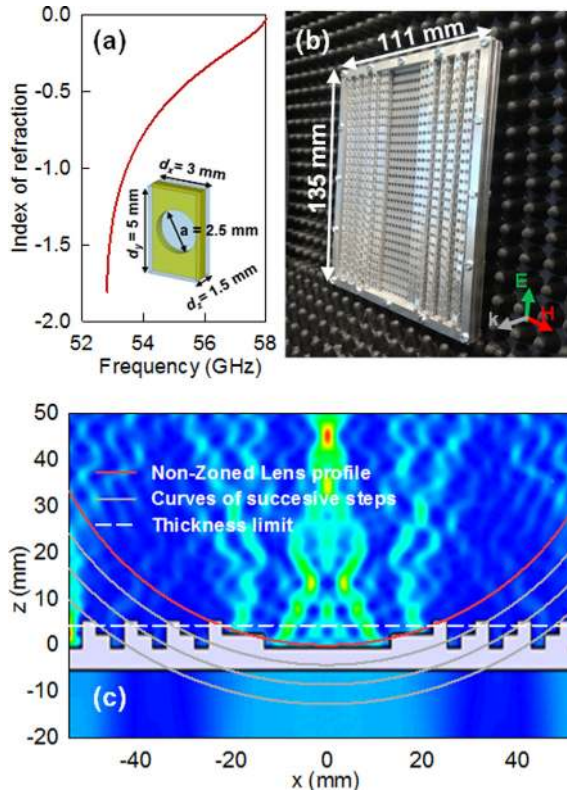 (a)
0.0
-0.5
-1.0
-1.5
-2.0
Index of refraction
52
54
56
58
Frequency (GHz)
dx= 3 mm
dy= 5 mm
a = 2.5 mm
dz= 1.5 mm
(b)
111 mm
135 mm
E
H
k
50
40
30
20
10
0
-10
-20
z (mm)
Non-Zoned Lens profile
Curves of succesive steps
Thickness limit
(c)
-40
-20
0
20
40
x (mm)